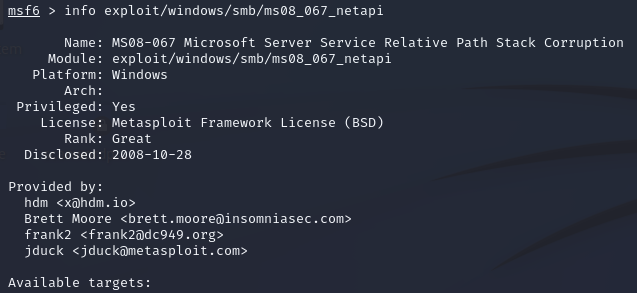 msf6 > info exploit/windows/smb/ms08_067_netapi
Name: MS08-067 Microsoft Server Service Relative Path Stack Corruption
Module: exploit/windows/smb/ms08_067_netapi
Platform: Windows
Arch:
Privileged: Yes
License: Metasploit Framework License (BSD)
Rank: Great
Disclosed: 2008-10-28
Provided by:
hdm <x@hdm.io>
Brett Moore <brett.moore@insomniasec.com>
frank2 <frank2@dc949.org>
jduck <jduck@metasploit.com>
Available targets: